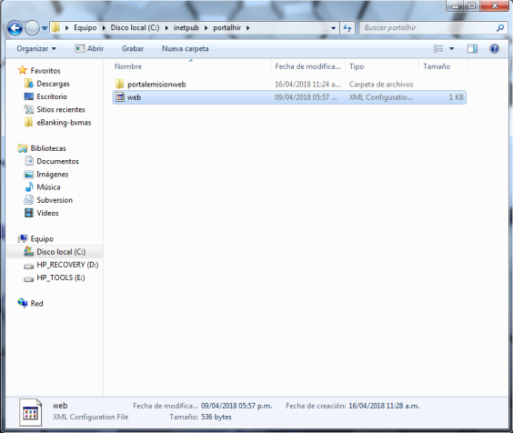 Equipo ▸ Disco local (C:) ▸ inetpub ▸ portalhir ▸
Buscar portalhir
Organizar
Abrir
Grabar
Nueva carpeta
Nombre
Fecha de modifica...
Tipo
Tamaño
portalemisionweb
16/04/2018 11:24 a...
Carpeta de archivos
web
09/04/2018 05:57 ...
XML Configuratio...
1 KB
Favoritos
Descargas
Escritorio
Sitios recientes
eBanking-bxmas
Bibliotecas
Documentos
Imágenes
Música
Subversion
Vídeos
Equipo
Disco local (C:)
HP_RECOVERY (D:)
HP_TOOLS (E:)
Red
web
Fecha de modifica... 09/04/2018 05:57 p.m.
Fecha de creación: 16/04/2018 11:28 a.m.
XML Configuration File
Tamaño: 536 bytes